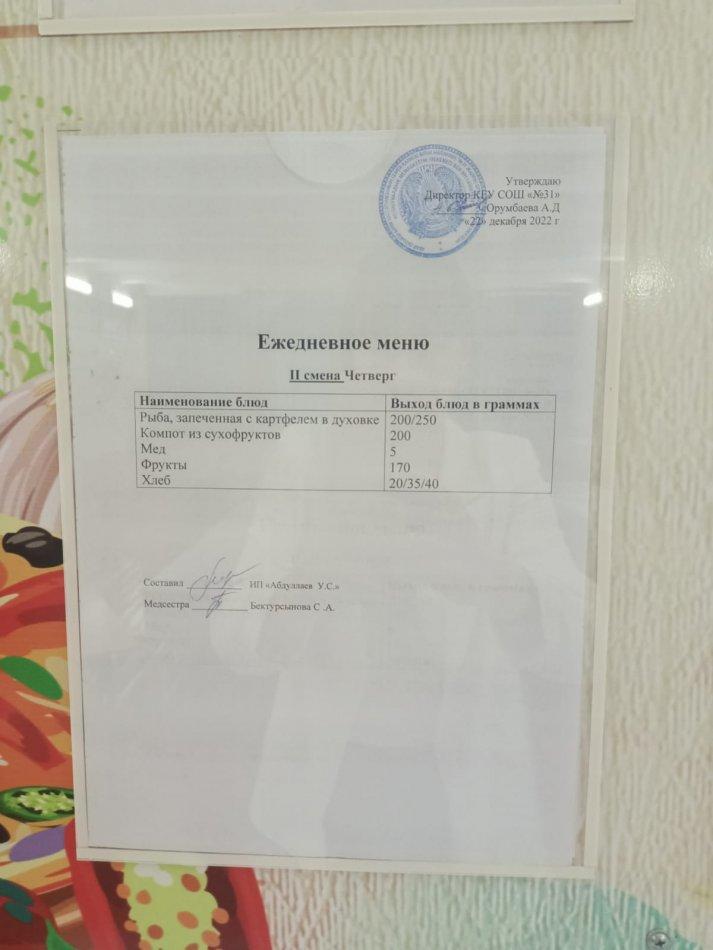 Утверждаю
Директор КГУ СОШ «№31»
Орумбаева А.Д
«22» декабря 2022 г
Ежедневное меню
II смена Четверг
Наименование блюд Выход блюд в граммах
Рыба, запеченная с картфелем в духовке 200/250
Компот из сухофруктов 200
Мед 5
Фрукты 170
Хлеб 20/35/40
Составил ИП «Абдуллаев У.С.»
Медсестра Бектурсынова С .А.